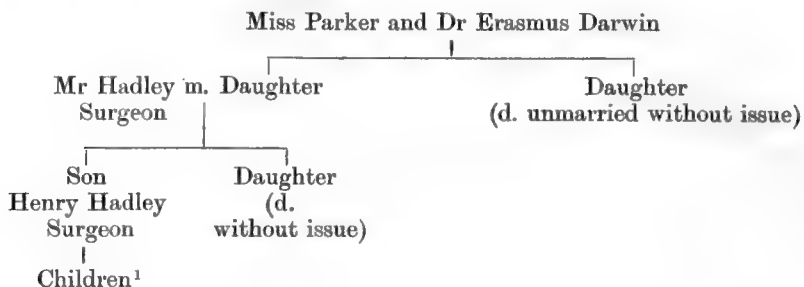 Miss Parker and Dr Erasmus Darwin
Mr Hadley m. Daughter
Surgeon
Daughter
(d. unmarried without issue)
Son
Henry Hadley
Surgeon
Daughter
(d.
without issue)
Children¹